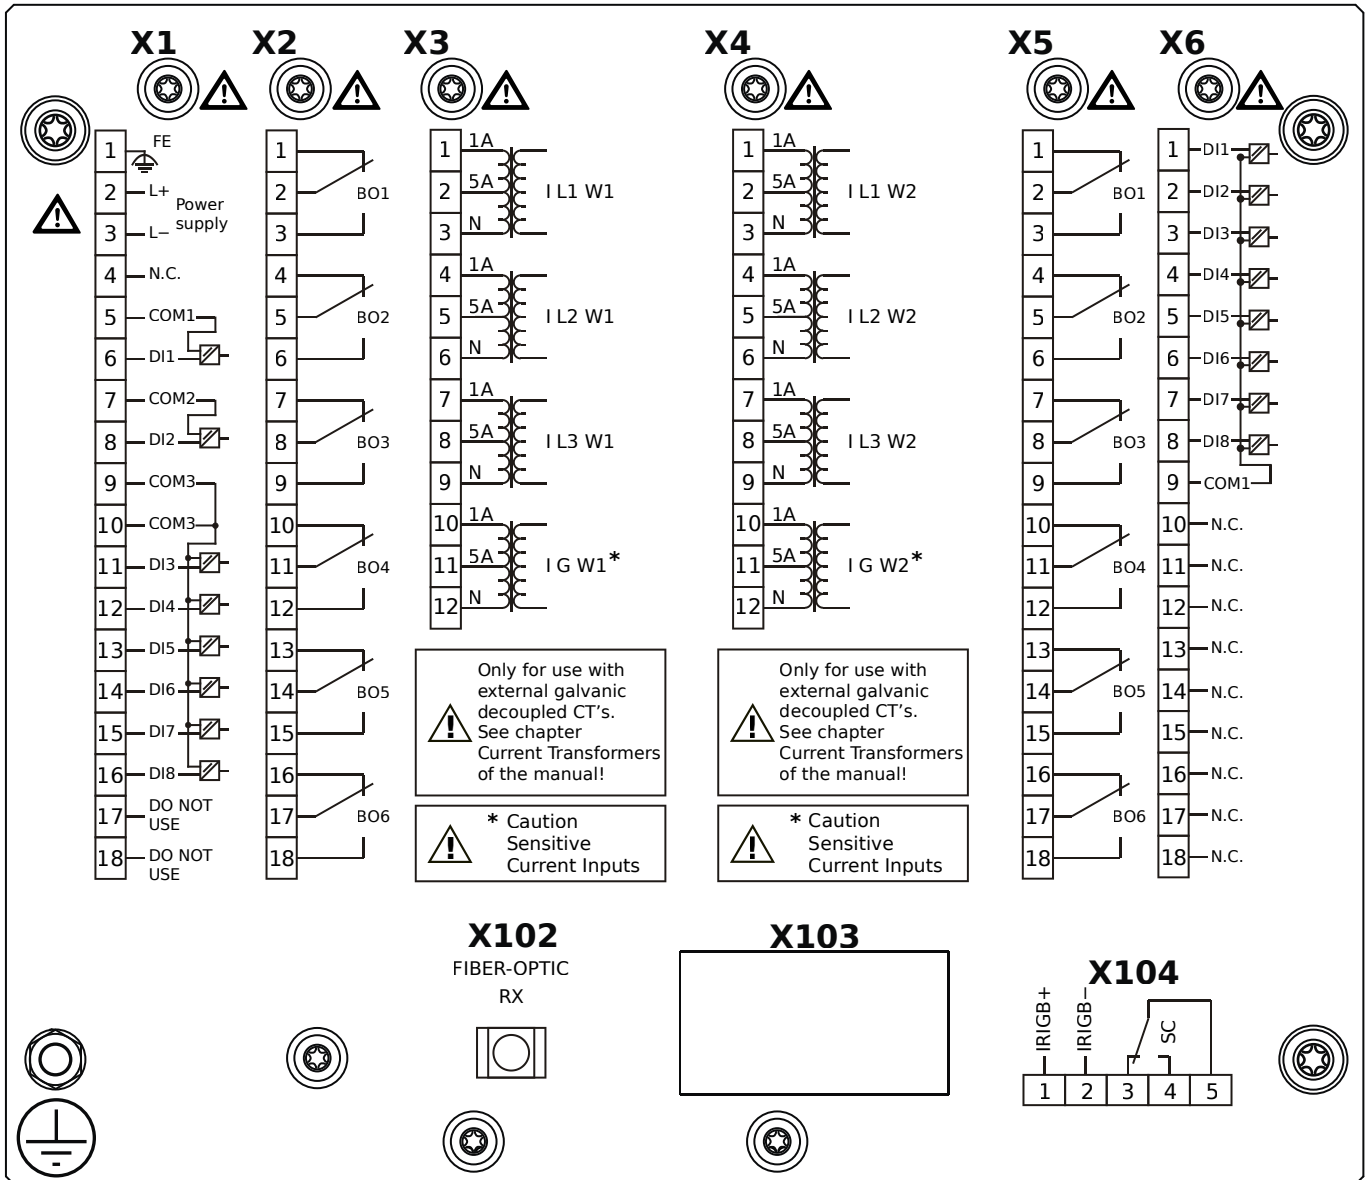 X1
X2
X3
X4
X5
X6
1
FE
2
L+
Power
supply
3
L−
4
N.C.
5
COM1
6
DI1
7
COM2
8
DI2
9
COM3
10
COM3
11
DI3
12
DI4
13
DI5
14
DI6
15
DI7
16
DI8
17
DO NOT
USE
18
DO NOT
USE
1
2
BO1
3
4
5
BO2
6
7
8
BO3
9
10
11
BO4
12
13
14
BO5
15
16
17
BO6
18
1
1A
2
5A
I L1 W1
3
N
4
1A
5
5A
I L2 W1
6
N
7
1A
8
5A
I L3 W1
9
N
10
1A
11
5A
I G W1*
12
N
Only for use with
external galvanic
decoupled CT's.
See chapter
Current Transformers
of the manual!
* Caution
Sensitive
Current Inputs
1
1A
2
5A
I L1 W2
3
N
4
1A
5
5A
I L2 W2
6
N
7
1A
8
5A
I L3 W2
9
N
10
1A
11
5A
I G W2*
12
N
Only for use with
external galvanic
decoupled CT's.
See chapter
Current Transformers
of the manual!
* Caution
Sensitive
Current Inputs
1
2
BO1
3
4
5
BO2
6
7
8
BO3
9
10
11
BO4
12
13
14
BO5
15
16
17
BO6
18
1
DI1
2
DI2
3
DI3
4
DI4
5
DI5
6
DI6
7
DI7
8
DI8
9
COM1
10
N.C.
11
N.C.
12
N.C.
13
N.C.
14
N.C.
15
N.C.
16
N.C.
17
N.C.
18
N.C.
X102
FIBER-OPTIC
RX
X103
X104
IRIGB+
IRIGB−
SC
1
2
3
4
5